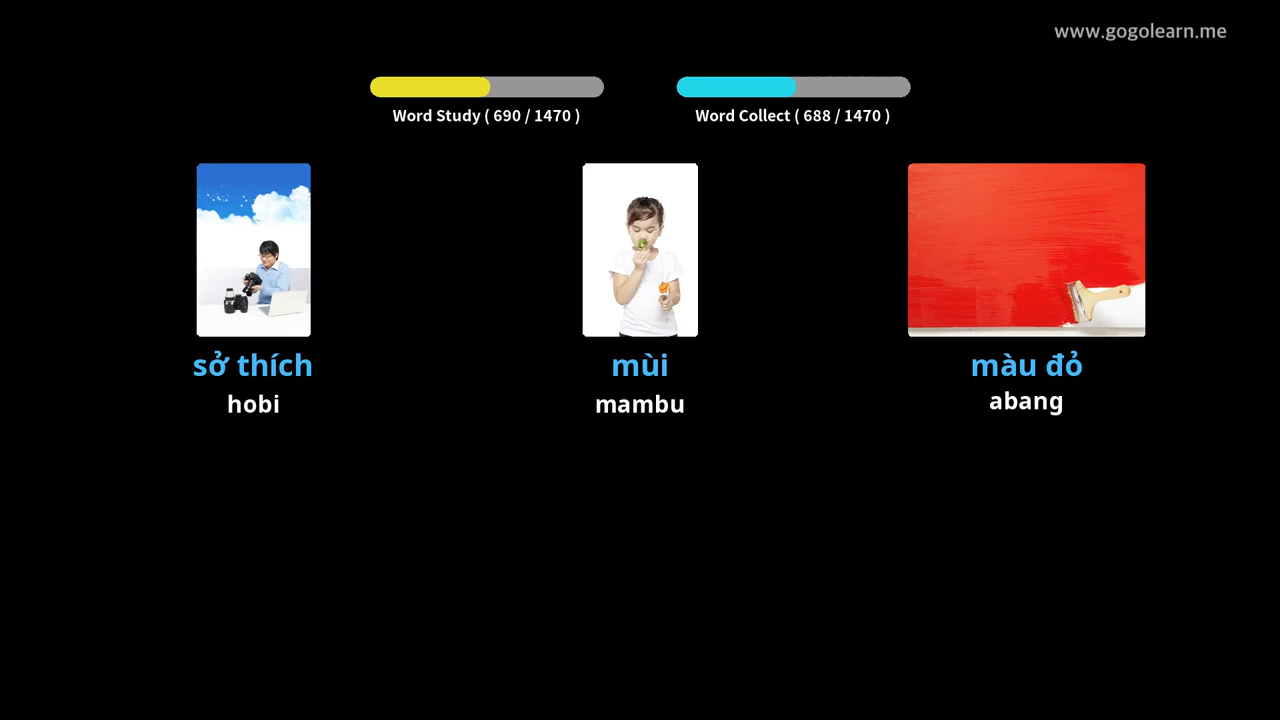 www.gogolearn.me
Word Study ( 690 / 1470 )
Word Collect ( 688 / 1470 )
sở thích
hobi
mùi
mambu
màu đỏ
abang